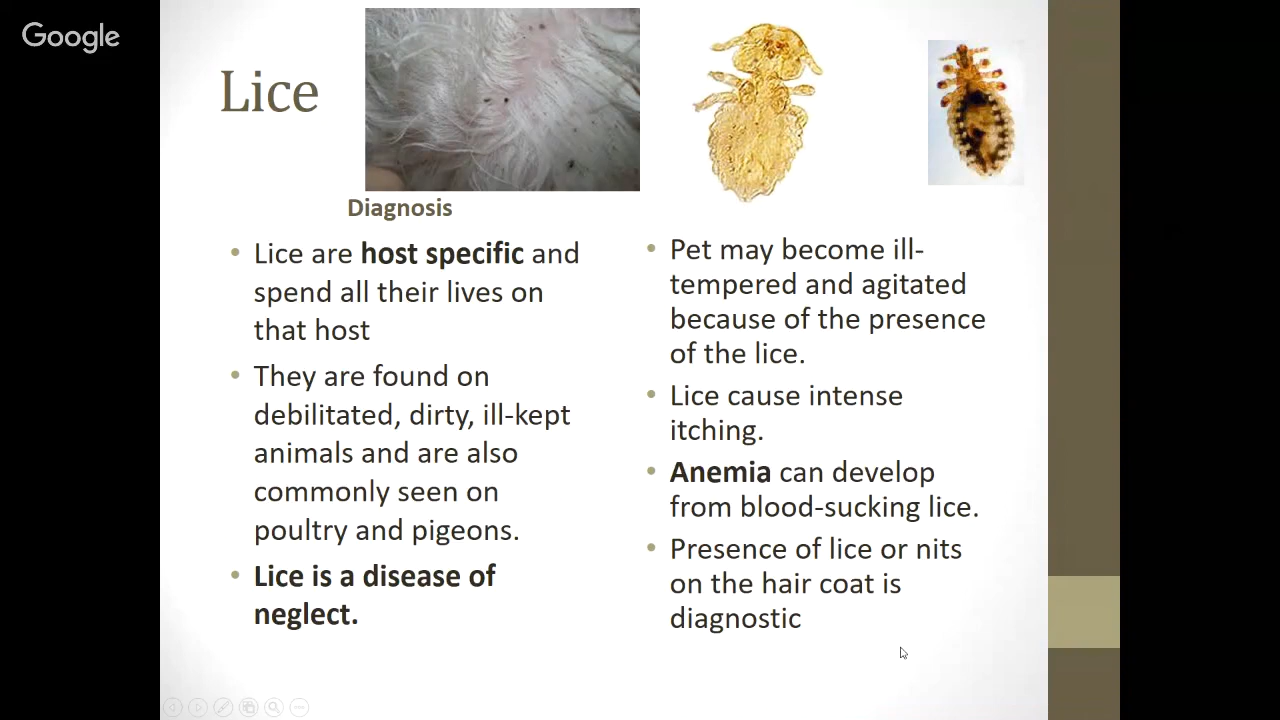 Google
Lice
Diagnosis
• Lice are host specific and
spend all their lives on
that host
• They are found on
debilitated, dirty, ill-kept
animals and are also
commonly seen on
poultry and pigeons.
• Lice is a disease of
neglect.
• Pet may become ill-
tempered and agitated
because of the presence
of the lice.
• Lice cause intense
itching.
• Anemia can develop
from blood-sucking lice.
• Presence of lice or nits
on the hair coat is
diagnostic